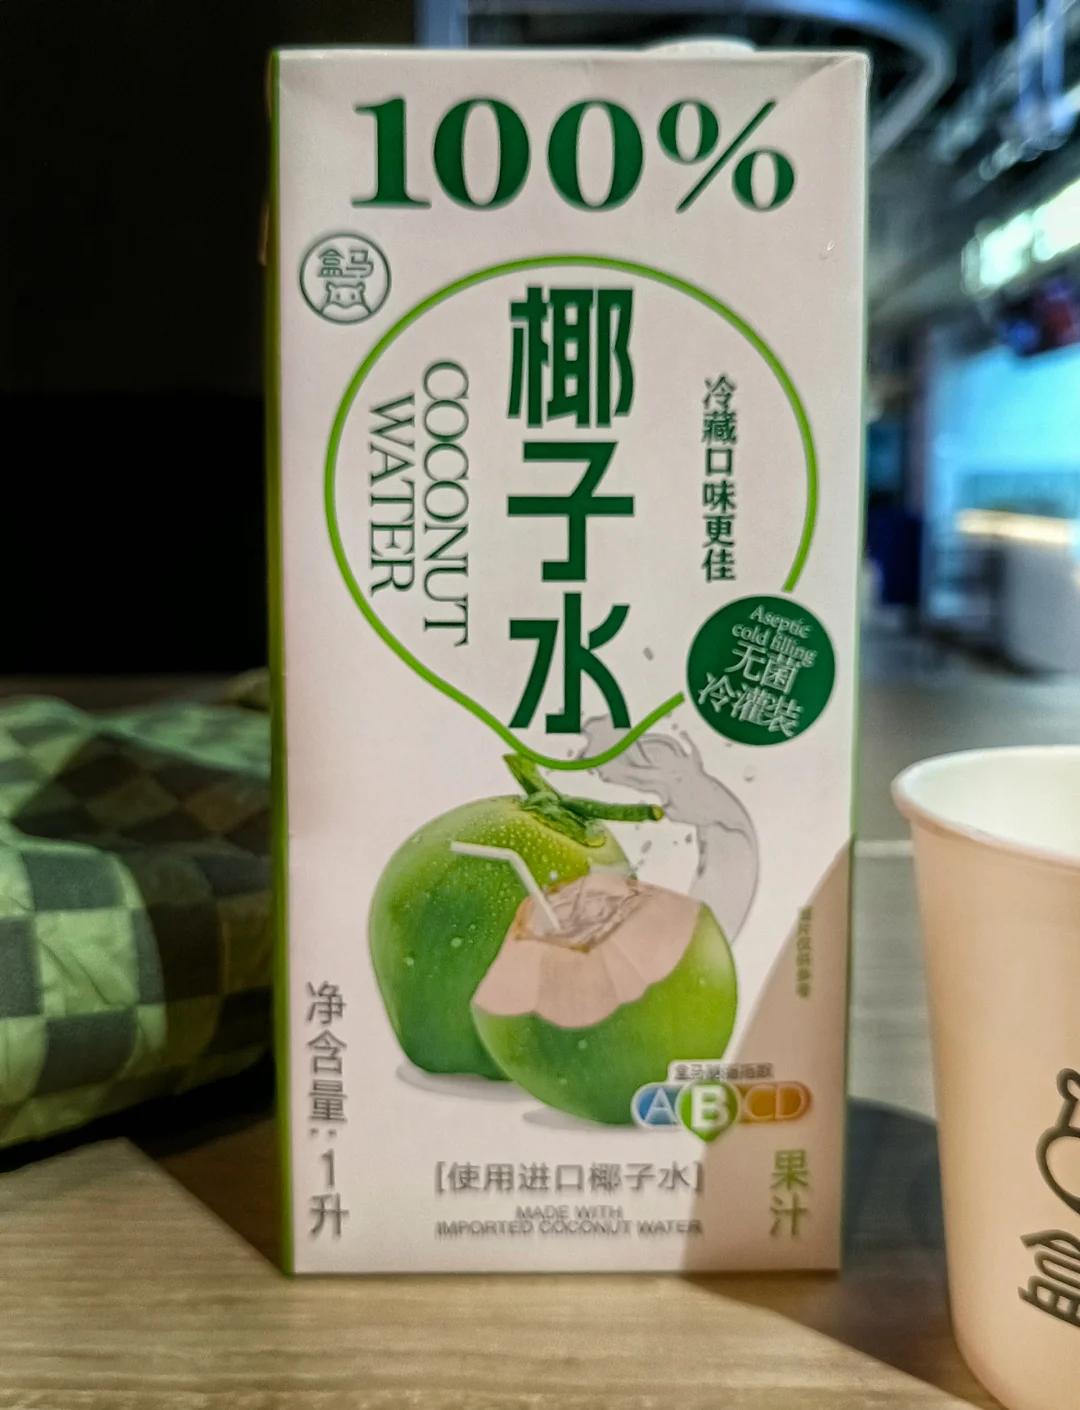 100%
盒马
椰子水
COCONUT
WATER
冷藏口味更佳
Aseptic
cold filling
无菌
冷灌装
A B C D
净含量:1升
[使用进口椰子水]
MADE WITH
IMPORTED COCONUT WATER
果汁